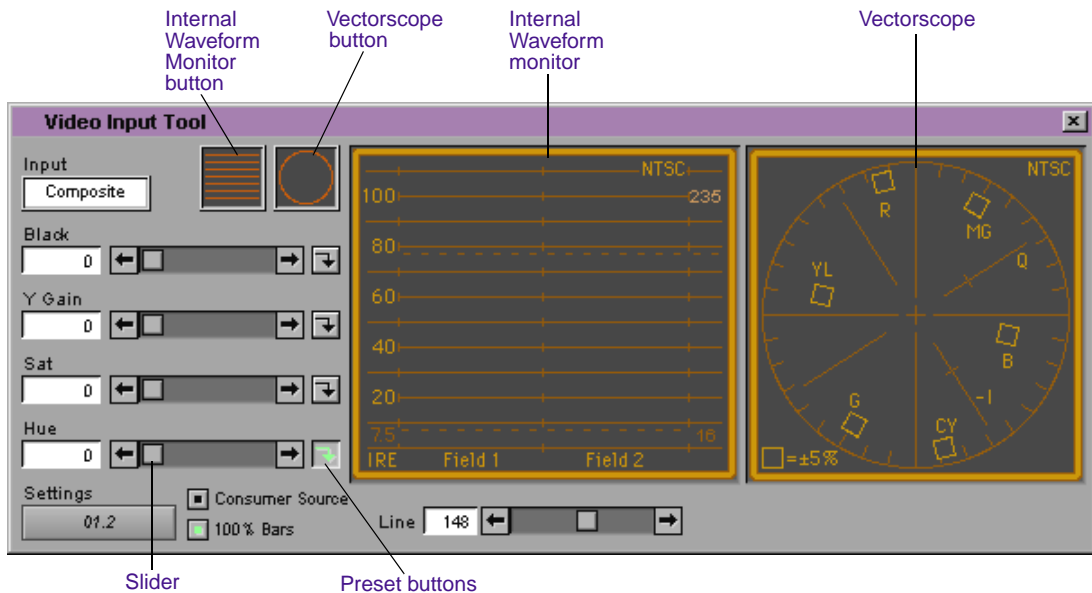 Internal
Waveform
Monitor
button
Vectorscope
button
Internal
Waveform
monitor
Vectorscope
Video Input Tool
Input
Composite
Black
0
Y Gain
0
Sat
0
Hue
0
Settings
01.2
Consumer Source
100% Bars
NTSC
100
235
80
60
40
20
7.5
16
IRE
Field 1
Field 2
Line
148
NTSC
R
MG
YL
Q
B
G
-I
CY
=±5%
Slider
Preset buttons